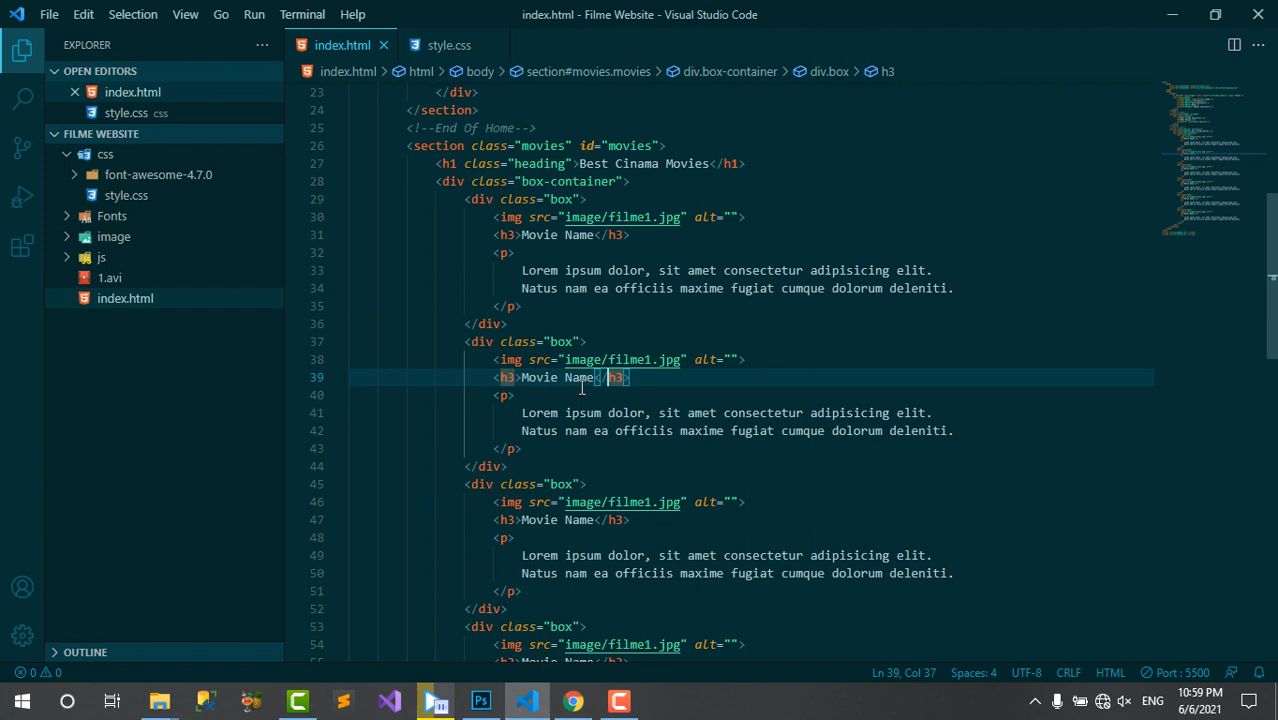 File Edit Selection View Go Run Terminal Help
index.html - Filme Website - Visual Studio Code
EXPLORER
OPEN EDITORS
index.html
style.css css
FILME WEBSITE
css
font-awesome-4.7.0
style.css
Fonts
image
js
1.avi
index.html
OUTLINE
index.html style.css
index.html > html > body > section#movies.movies > div.box-container > div.box > h3
23 </div>
24 </section>
25 <!--End Of Home-->
26 <section class="movies" id="movies">
27 <h1 class="heading">Best Cinama Movies</h1>
28 <div class="box-container">
29 <div class="box">
30 <img src="image/filme1.jpg" alt="">
31 <h3>Movie Name</h3>
32 <p>
33 Lorem ipsum dolor, sit amet consectetur adipisicing elit.
34 Natus nam ea officiis maxime fugiat cumque dolorum deleniti.
35 </p>
36 </div>
37 <div class="box">
38 <img src="image/filme1.jpg" alt="">
39 <h3>Movie Name</h3>
40 <p>
41 Lorem ipsum dolor, sit amet consectetur adipisicing elit.
42 Natus nam ea officiis maxime fugiat cumque dolorum deleniti.
43 </p>
44 </div>
45 <div class="box">
46 <img src="image/filme1.jpg" alt="">
47 <h3>Movie Name</h3>
48 <p>
49 Lorem ipsum dolor, sit amet consectetur adipisicing elit.
50 Natus nam ea officiis maxime fugiat cumque dolorum deleniti.
51 </p>
52 </div>
53 <div class="box">
54 <img src="image/filme1.jpg" alt="">
55 <h3>Movie Name</h3>
0 0 Ln 39, Col 37 Spaces: 4 UTF-8 CRLF HTML Port : 5500
Ps ENG 10:59 PM
6/6/2021